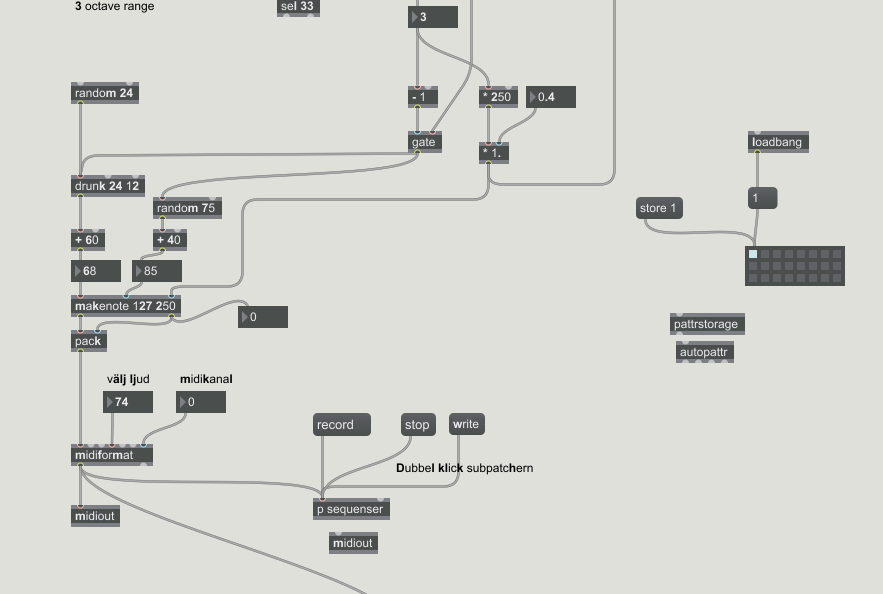 3 octave range
sel 33
3
random 24
- 1
* 250
0.4
gate
* 1.
loadbang
drunk 24 12
random 75
1
store 1
+ 60
+ 40
68
85
makenote 127 250
0
pack
pattrstorage
autopattr
välj ljud
midikanal
74
0
record
stop
write
midiformat
Dubbel klick subpatchern
p sequenser
midiout
midiout